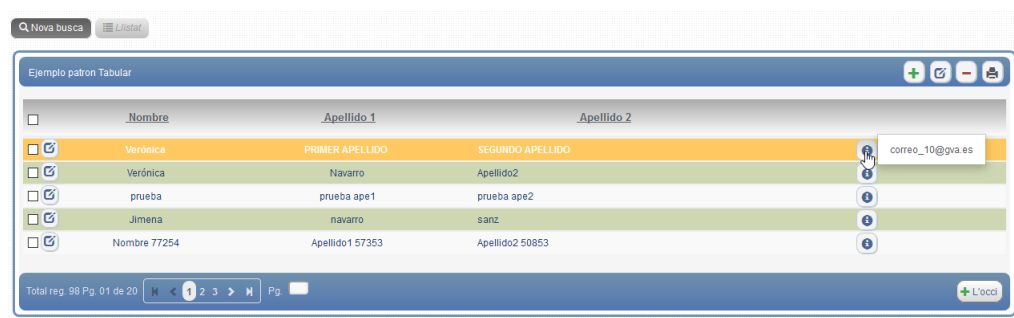 Nova busca Llistat
Ejemplo patron Tabular
Nombre Apellido 1 Apellido 2
Verónica PRIMER APELLIDO SEGUNDO APELLIDO correo_10@gva.es
Verónica Navarro Apellido2
prueba prueba ape1 prueba ape2
Jimena navarro sanz
Nombre 77254 Apellido1 57353 Apellido2 50853
Total reg. 98 Pg. 01 de 20 1 2 3 Pg. + L'occi